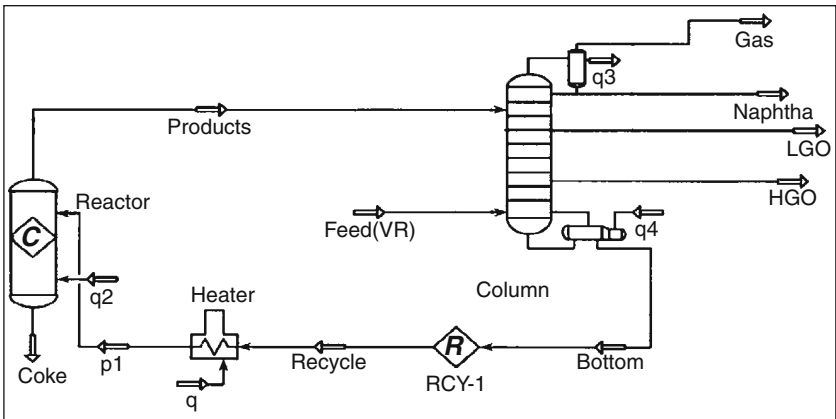 Gas
q3
Naphtha
Products
LGO
Reactor
HGO
C
Feed(VR)
q4
q2
Heater
Column
p1
Recycle
R
Bottom
Coke
q
RCY-1